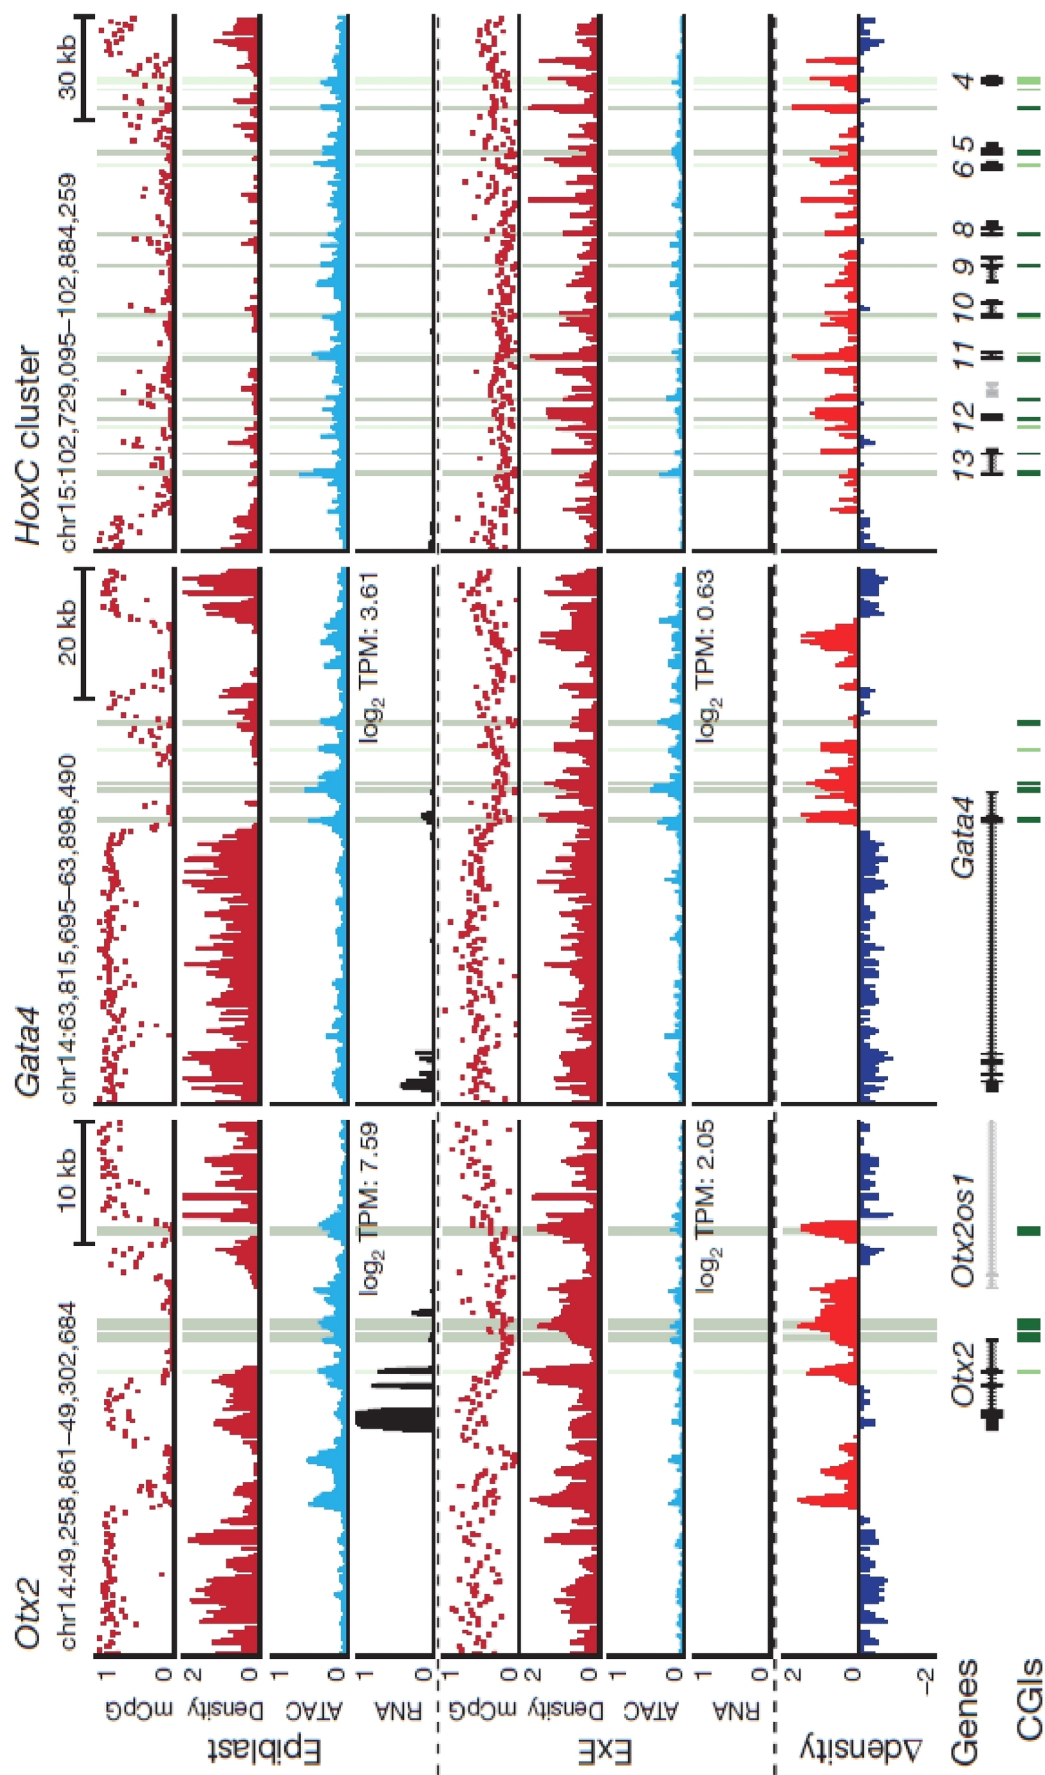 Otx2
Gata4
HoxC cluster
chr14:49,258,861–49,302,684
chr14:63,815,695–63,898,490
chr15:102,729,095–102,884,259
10 kb
20 kb
30 kb
Epiblast
mCpG
1
0
Density
2
0
ATAC
1
0
RNA
1
0
log2 TPM: 7.59
log2 TPM: 3.61
ExE
mCpG
1
0
Density
2
0
ATAC
1
0
RNA
1
0
log2 TPM: 2.05
log2 TPM: 0.63
Δdensity
2
0
–2
Genes
Otx2
Otx2os1
Gata4
13 12 11 10 9 8 6 5 4
CGIs